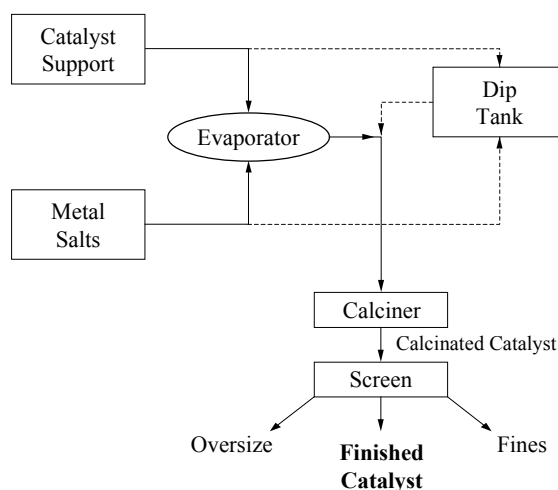 Catalyst
Support
Dip
Tank
Evaporator
Metal
Salts
Calciner
Calcinated Catalyst
Screen
Oversize
Finished
Catalyst
Fines